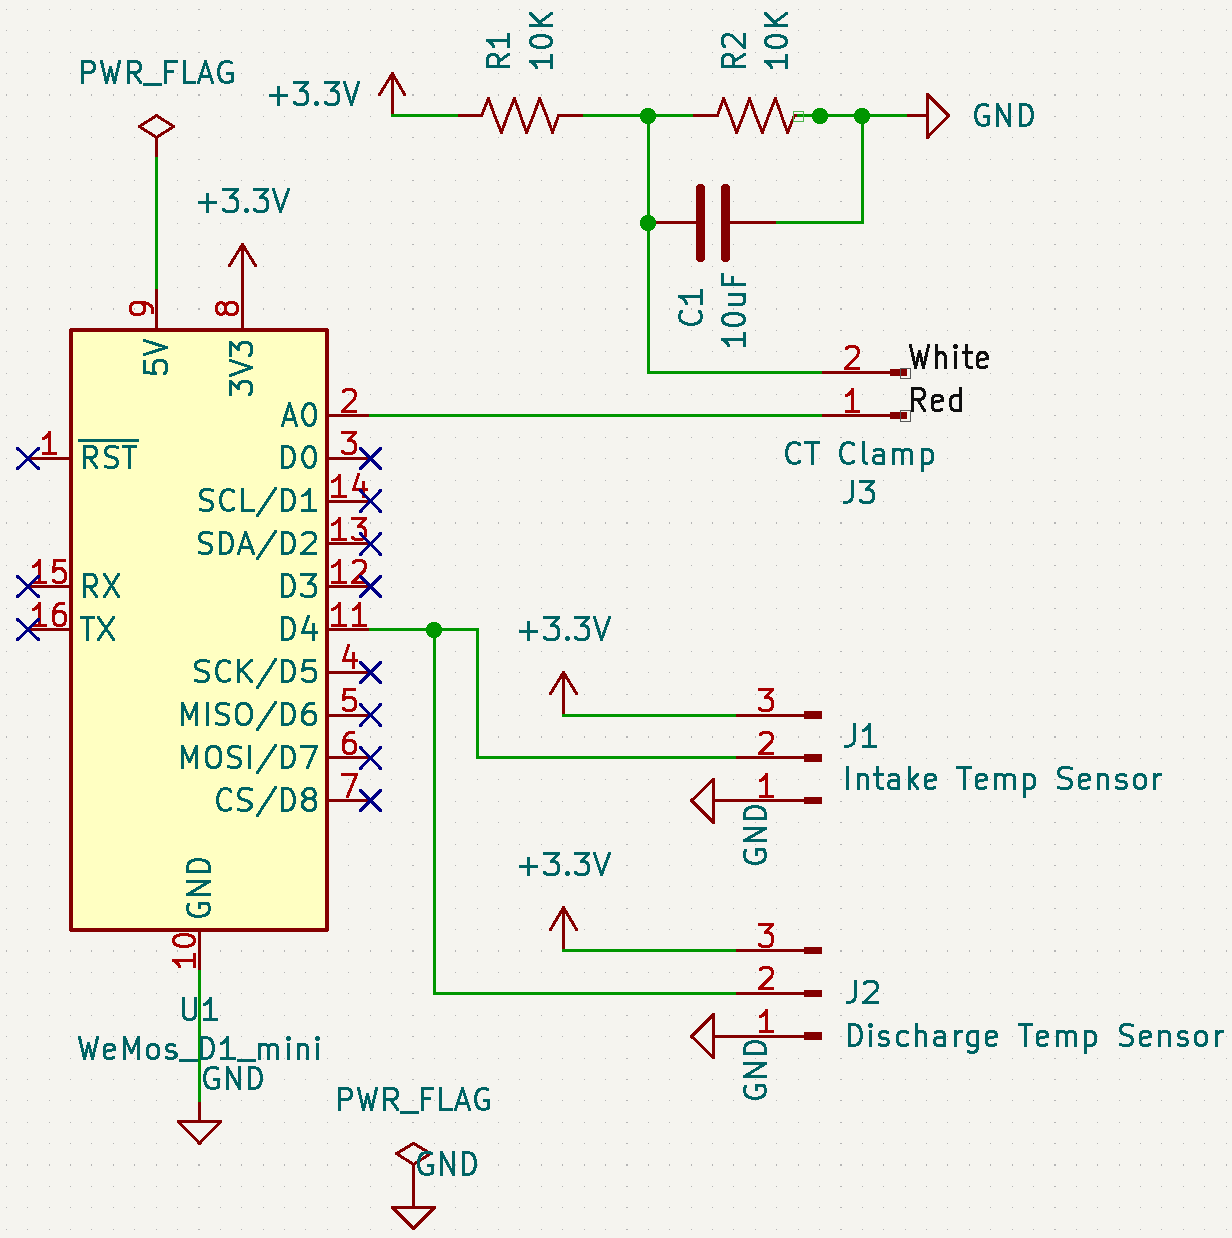 R1
10K
R2
10K
PWR_FLAG
+3.3V
GND
+3.3V
9
8
5V
3V3
C1
10uF
2
White
1
Red
CT Clamp
J3
A0
2
1
RST
D0
3
SCL/D1
14
SDA/D2
13
15
RX
D3
12
16
TX
D4
11
SCK/D5
4
MISO/D6
5
MOSI/D7
6
CS/D8
7
GND
10
U1
WeMos_D1_mini
GND
+3.3V
3
J1
2
Intake Temp Sensor
1
GND
+3.3V
3
2
J2
1
Discharge Temp Sensor
GND
PWR_FLAG
GND